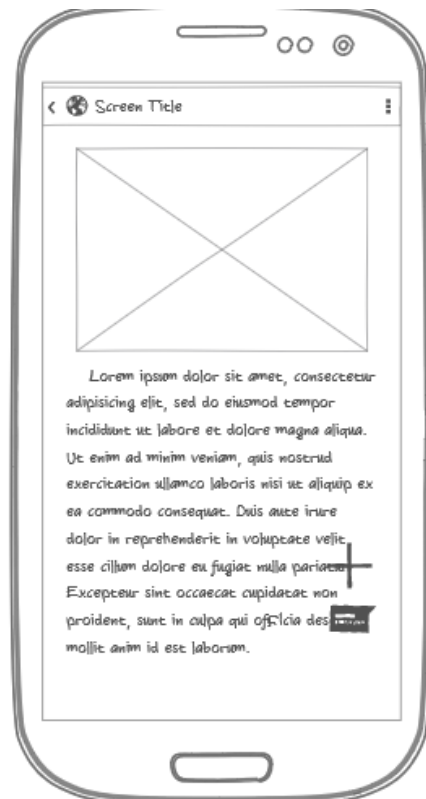 Screen Title
Lorem ipsum dolor sit amet, consectetur
adipisicing elit, sed do eiusmod tempor
incididunt ut labore et dolore magna aliqua.
Ut enim ad minim veniam, quis nostrud
exercitation ullamco laboris nisi ut aliquip ex
ea commodo consequat. Duis aute irure
dolor in reprehenderit in voluptate velit
esse cillum dolore eu fugiat nulla
Excepteur sint occaecat cupidatat non
proident, sunt in culpa qui officia
mollit anim id est laborum.